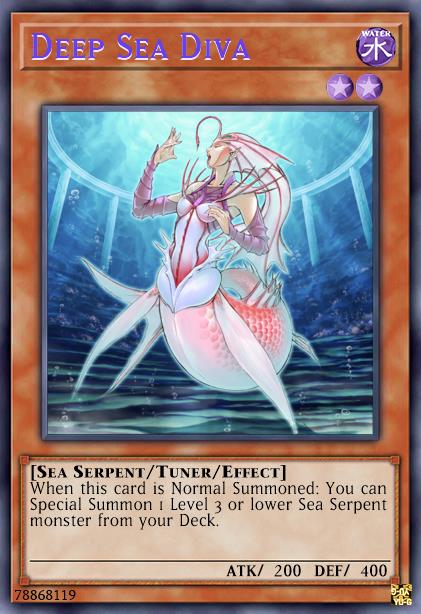 Deep Sea Diva
WATER
水
[Sea Serpent/Tuner/Effect]
When this card is Normal Summoned: You can
Special Summon 1 Level 3 or lower Sea Serpent
monster from your Deck.
ATK/ 200 DEF/ 400
78868119